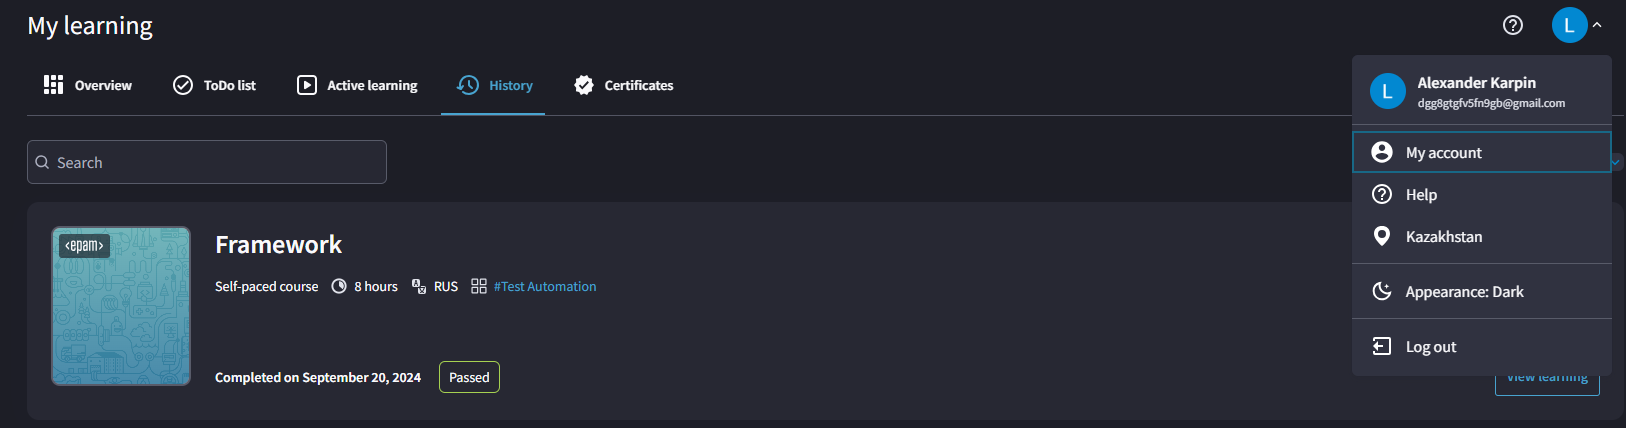 My learning
L
Overview
ToDo list
Active learning
History
Certificates
L
Alexander Karpin
dgg8gtgfv5fn9gb@gmail.com
My account
Help
Kazakhstan
Appearance: Dark
Log out
Search
<epam>
Framework
Self-paced course
8 hours
RUS
#Test Automation
Completed on September 20, 2024
Passed
View learning